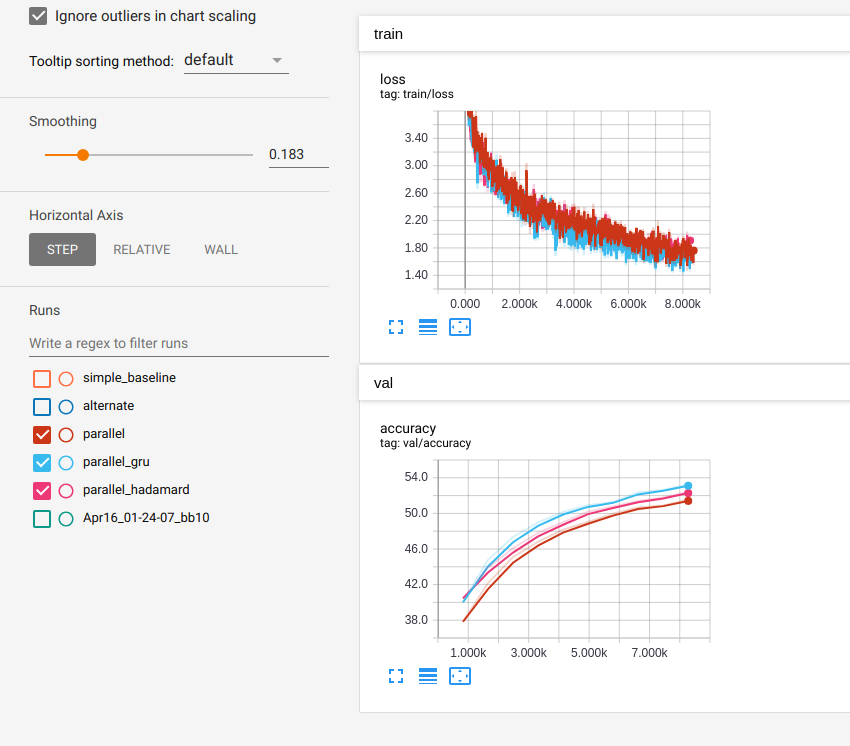 Ignore outliers in chart scaling
Tooltip sorting method: default
Smoothing
0.183
Horizontal Axis
STEP RELATIVE WALL
Runs
Write a regex to filter runs
simple_baseline
alternate
parallel
parallel_gru
parallel_hadamard
Apr16_01-24-07_bb10
train
loss
tag: train/loss
3.40
3.00
2.60
2.20
1.80
1.40
0.000 2.000k 4.000k 6.000k 8.000k
val
accuracy
tag: val/accuracy
54.0
50.0
46.0
42.0
38.0
1.000k 3.000k 5.000k 7.000k